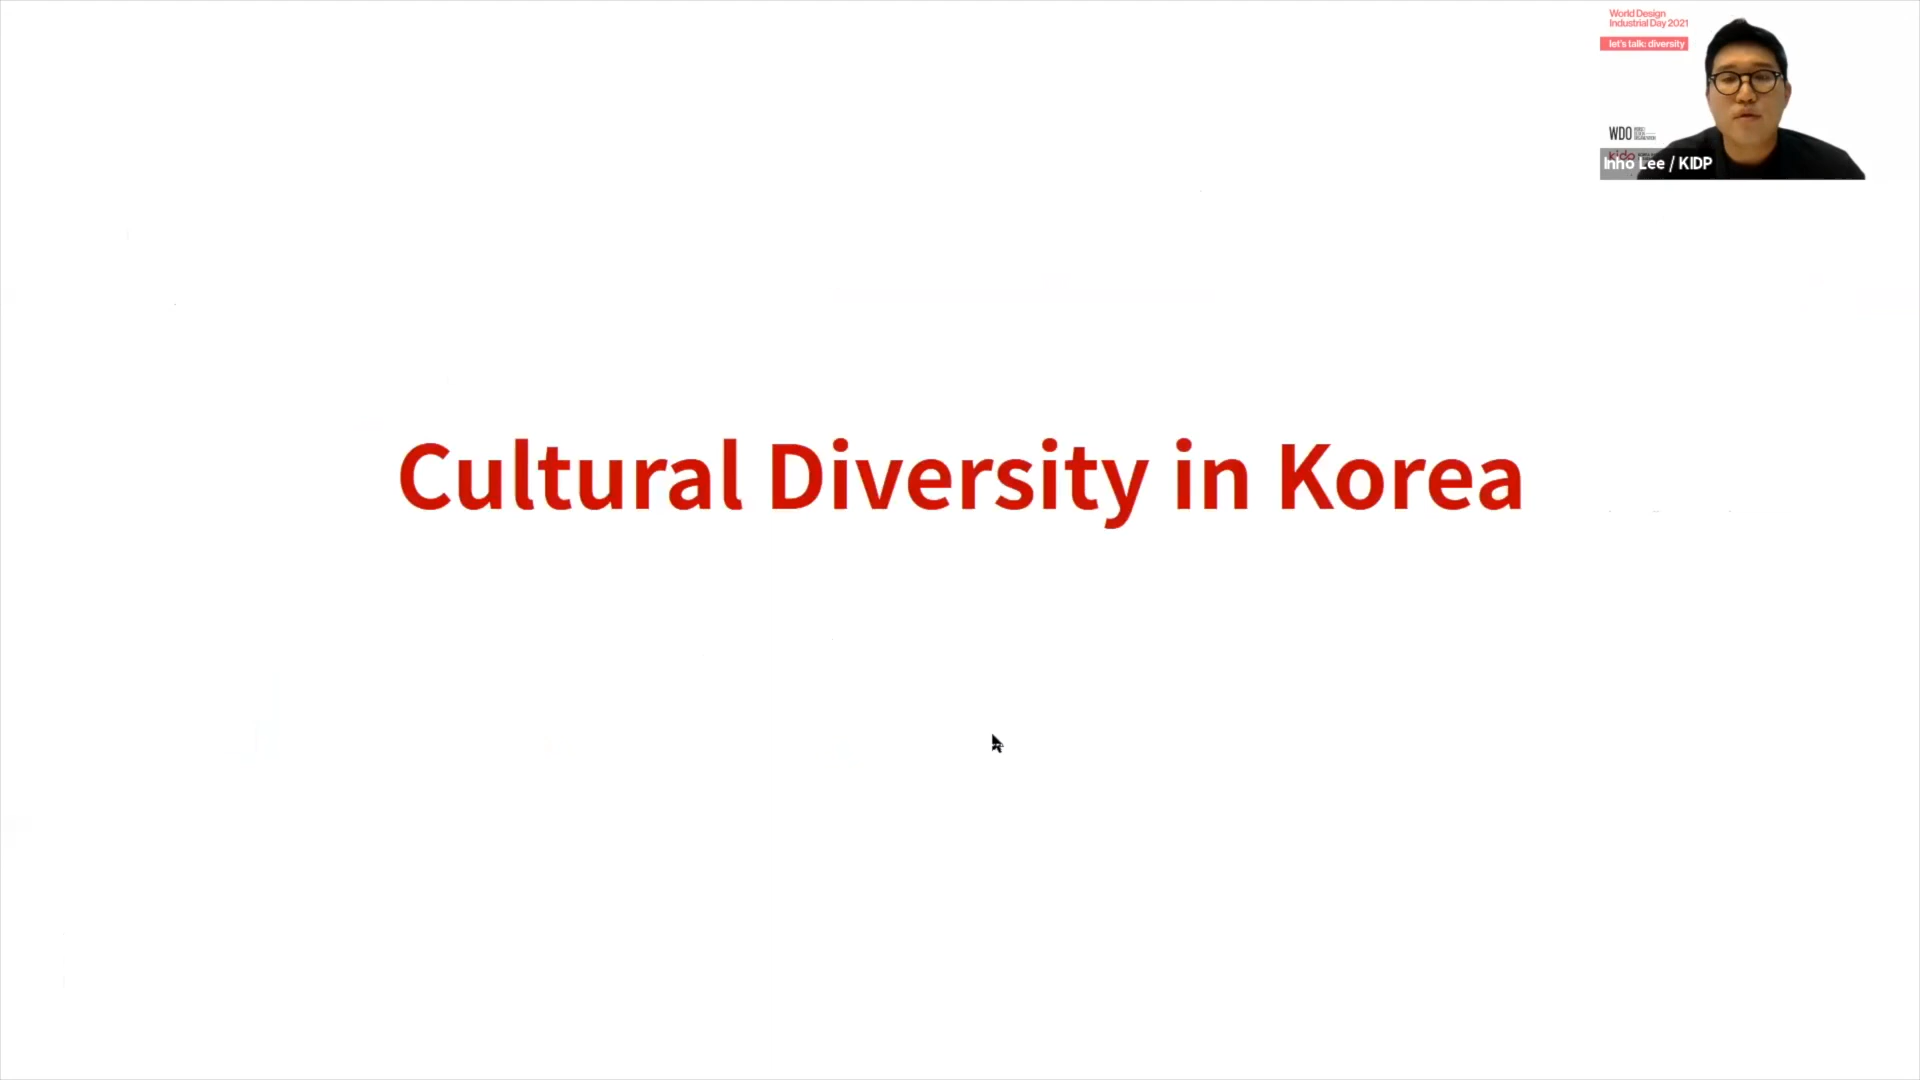 World Design
Industrial Day 2021
let's talk: diversity
WDO
Inho Lee / KIDP
Cultural Diversity in Korea